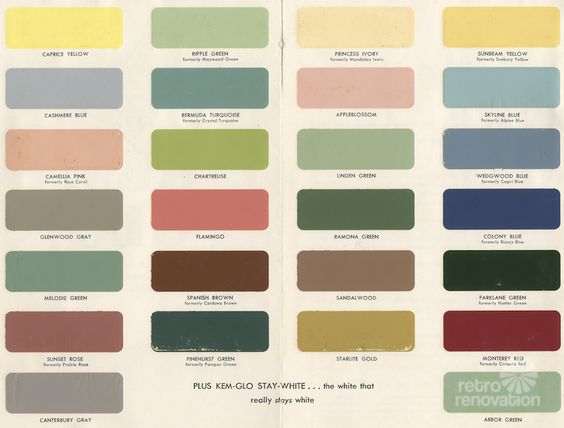 CAPRICE YELLOW
RIPPLE GREEN
formerly Maywood Green
PRINCESS IVORY
formerly Mandalay Ivory
SUNBEAM YELLOW
formerly Sunbury Yellow
CASHMERE BLUE
BERMUDA TURQUOISE
formerly Crystal Turquoise
APPLEBLOSSOM
SKYLINE BLUE
formerly Alpine Blue
CAMELLIA PINK
formerly Rose Coral
CHARTREUSE
LINDEN GREEN
WEDGWOOD BLUE
formerly Capri Blue
GLENWOOD GRAY
FLAMINGO
RAMONA GREEN
COLONY BLUE
formerly Biscay Blue
MELODIE GREEN
SPANISH BROWN
formerly Cordova Brown
SANDALWOOD
PARKLANE GREEN
formerly Hunter Green
SUNSET ROSE
formerly Prairie Rose
PINEHURST GREEN
formerly Pampas Green
STARLITE GOLD
MONTEREY RED
formerly Campria Red
CANTERBURY GRAY
PLUS KEM-GLO STAY-WHITE . . . the white that
really stays white
retro
renovation
ARBOR GREEN